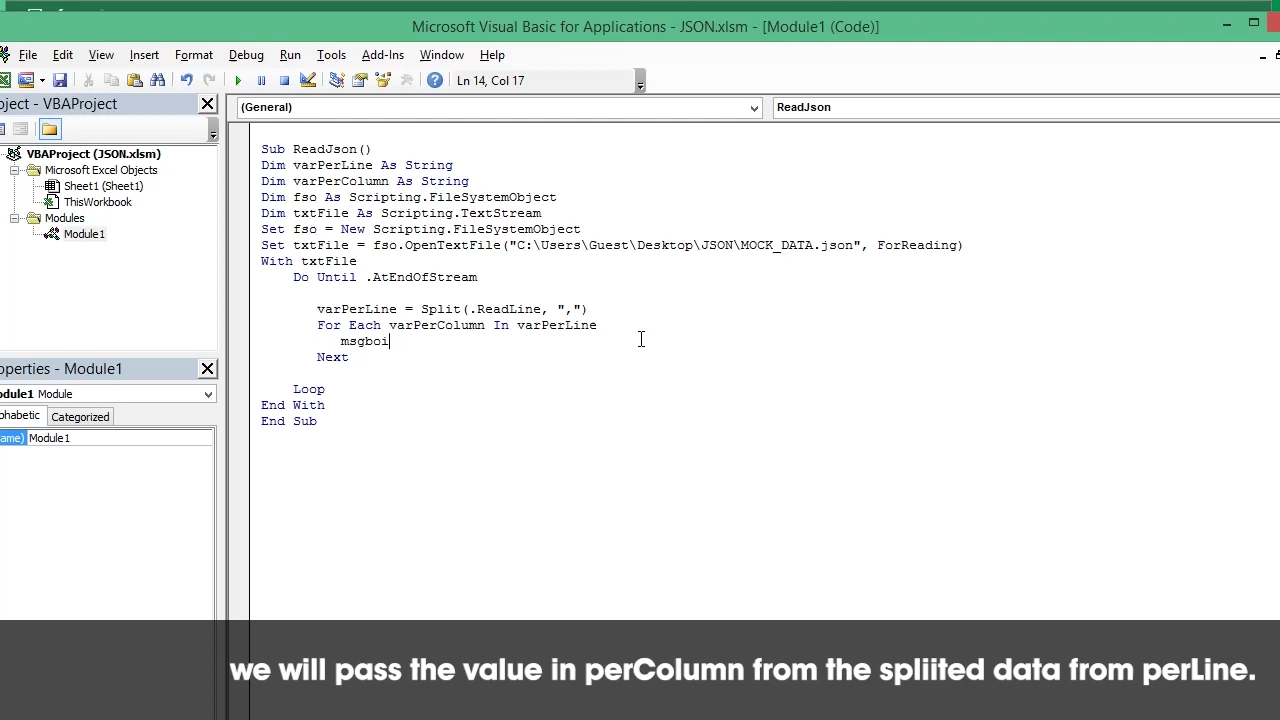 Microsoft Visual Basic for Applications - JSON.xlsm - [Module1 (Code)]
File Edit View Insert Format Debug Run Tools Add-Ins Window Help
Ln 14, Col 17
oject - VBAProject
(General) ReadJson
VBAProject (JSON.xlsm)
Microsoft Excel Objects
Sheet1 (Sheet1)
ThisWorkbook
Modules
Module1
operties - Module1
odule1 Module
phabetic Categorized
ame) Module1
Sub ReadJson()
Dim varPerLine As String
Dim varPerColumn As String
Dim fso As Scripting.FileSystemObject
Dim txtFile As Scripting.TextStream
Set fso = New Scripting.FileSystemObject
Set txtFile = fso.OpenTextFile("C:\Users\Guest\Desktop\JSON\MOCK_DATA.json", ForReading)
With txtFile
Do Until .AtEndOfStream
varPerLine = Split(.ReadLine, ",")
For Each varPerColumn In varPerLine
msgboi
Next
Loop
End With
End Sub
we will pass the value in perColumn from the spliited data from perLine.